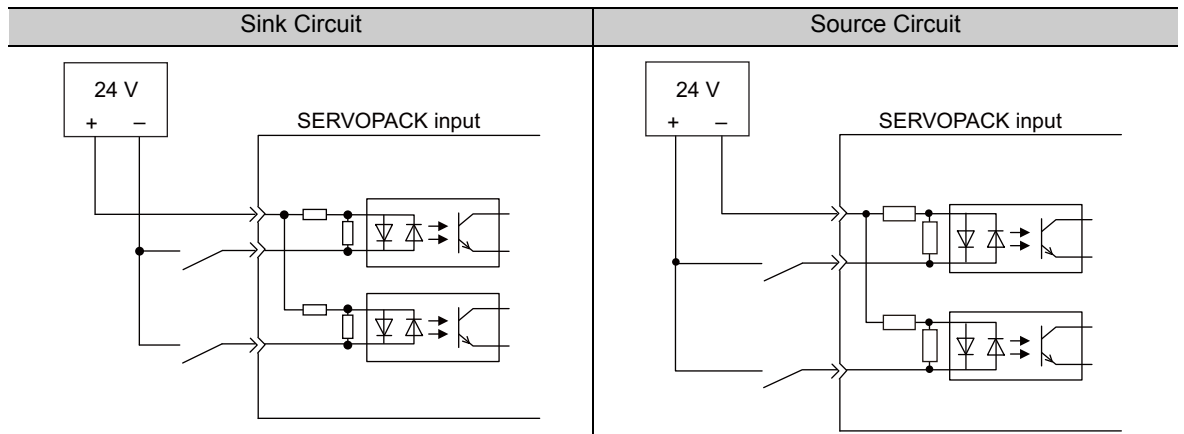 Sink Circuit
Source Circuit
24 V
+ –
SERVOPACK input
24 V
+ –
SERVOPACK input